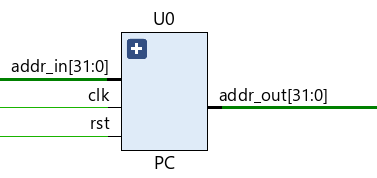 U0
addr_in[31:0]
clk
addr_out[31:0]
rst
PC